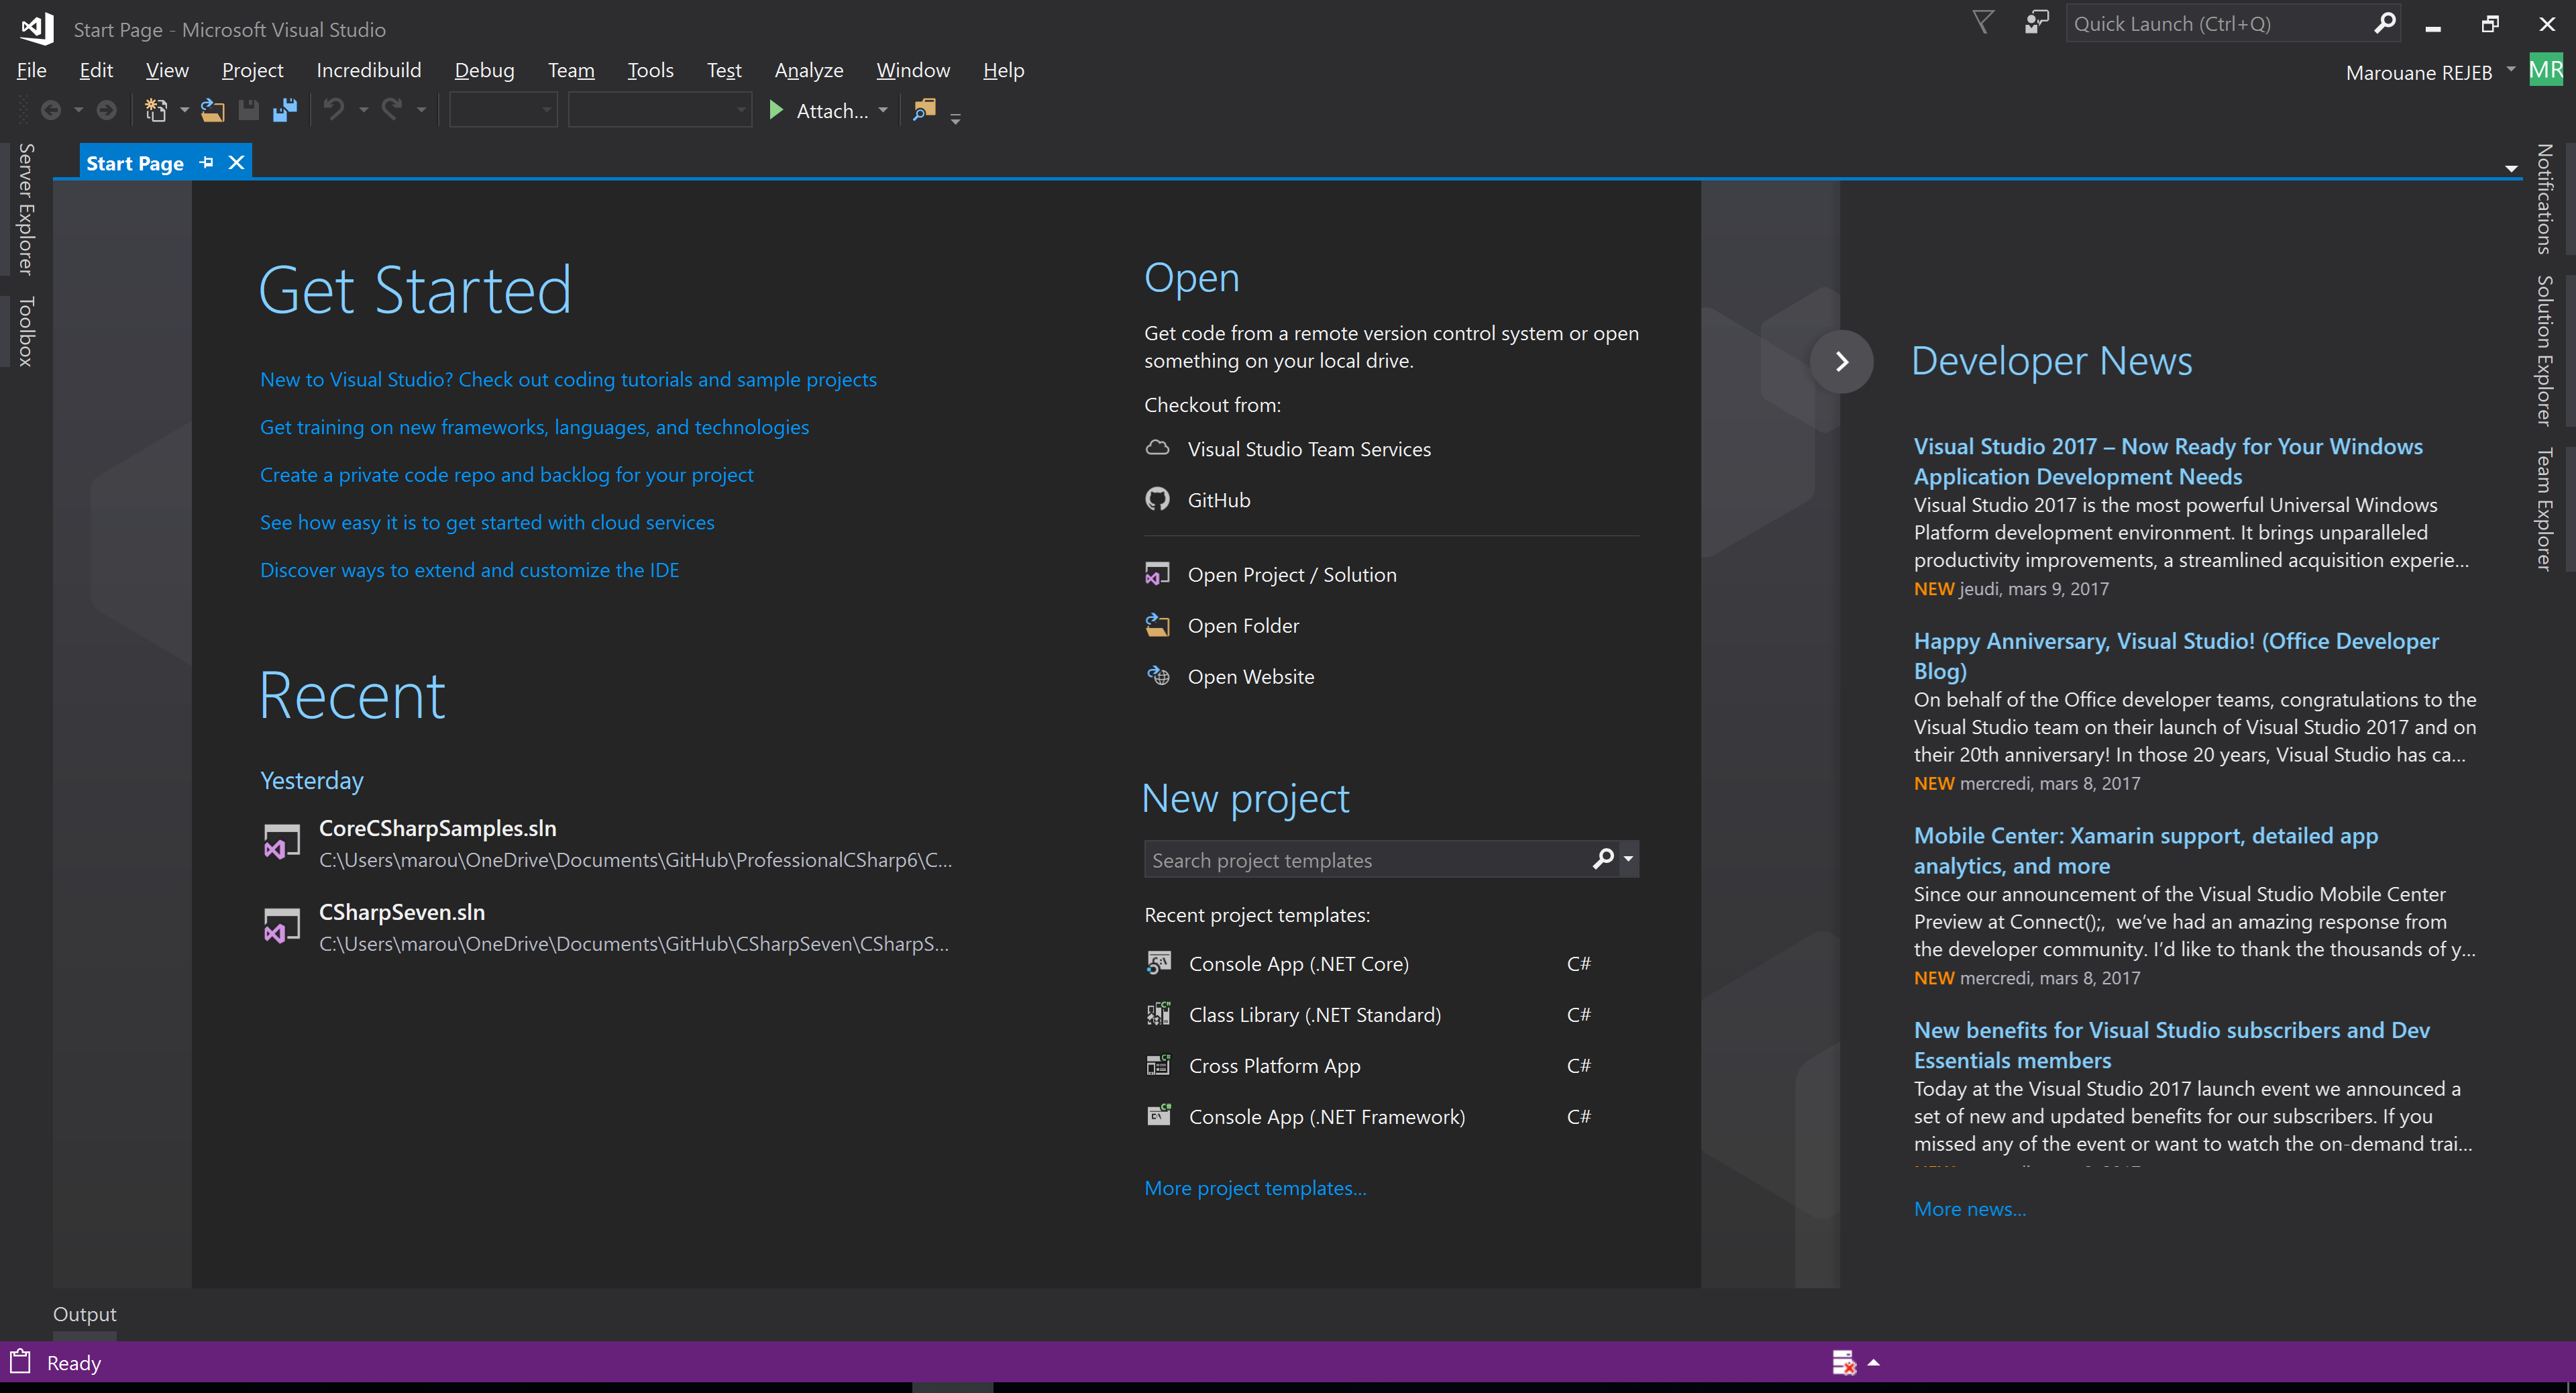 Start Page - Microsoft Visual Studio
Quick Launch (Ctrl+Q)
File Edit View Project Incredibuild Debug Team Tools Test Analyze Window Help
Marouane REJEB MR
Attach...
Server Explorer
Toolbox
Start Page
Notifications
Solution Explorer
Team Explorer
Get Started
New to Visual Studio? Check out coding tutorials and sample projects
Get training on new frameworks, languages, and technologies
Create a private code repo and backlog for your project
See how easy it is to get started with cloud services
Discover ways to extend and customize the IDE
Recent
Yesterday
CoreCSharpSamples.sln
C:\Users\marou\OneDrive\Documents\GitHub\ProfessionalCSharp6\C...
CSharpSeven.sln
C:\Users\marou\OneDrive\Documents\GitHub\CSharpSeven\CSharpS...
Open
Get code from a remote version control system or open
something on your local drive.
Checkout from:
Visual Studio Team Services
GitHub
Open Project / Solution
Open Folder
Open Website
New project
Search project templates
Recent project templates:
Console App (.NET Core) C#
Class Library (.NET Standard) C#
Cross Platform App C#
Console App (.NET Framework) C#
More project templates...
Developer News
Visual Studio 2017 – Now Ready for Your Windows
Application Development Needs
Visual Studio 2017 is the most powerful Universal Windows
Platform development environment. It brings unparalleled
productivity improvements, a streamlined acquisition experie...
NEW jeudi, mars 9, 2017
Happy Anniversary, Visual Studio! (Office Developer
Blog)
On behalf of the Office developer teams, congratulations to the
Visual Studio team on their launch of Visual Studio 2017 and on
their 20th anniversary! In those 20 years, Visual Studio has ca...
NEW mercredi, mars 8, 2017
Mobile Center: Xamarin support, detailed app
analytics, and more
Since our announcement of the Visual Studio Mobile Center
Preview at Connect();,  we’ve had an amazing response from
the developer community. I’d like to thank the thousands of y...
NEW mercredi, mars 8, 2017
New benefits for Visual Studio subscribers and Dev
Essentials members
Today at the Visual Studio 2017 launch event we announced a
set of new and updated benefits for our subscribers. If you
missed any of the event or want to watch the on-demand trai...
More news...
Output
Ready